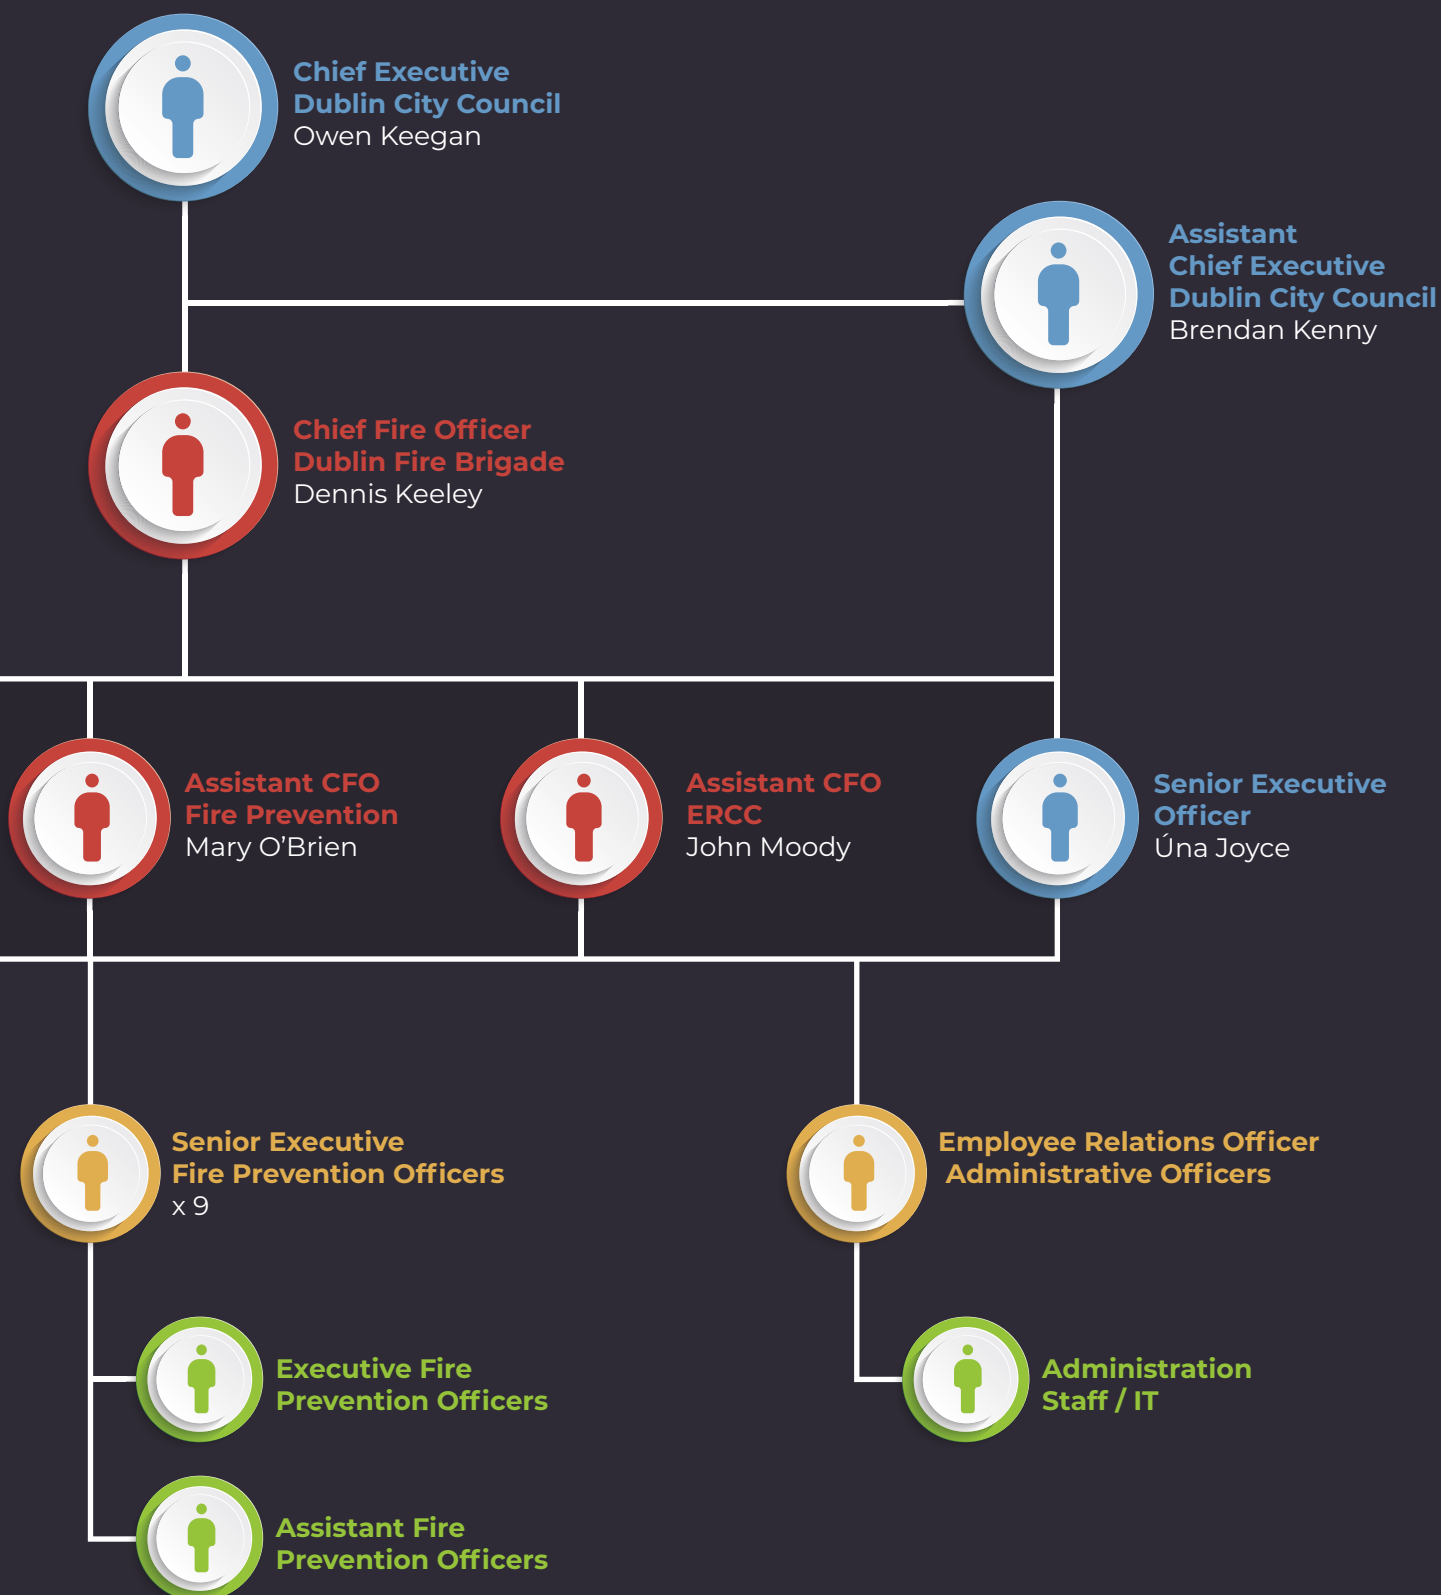 Chief Executive
Dublin City Council
Owen Keegan
Assistant
Chief Executive
Dublin City Council
Brendan Kenny
Chief Fire Officer
Dublin Fire Brigade
Dennis Keeley
Assistant CFO
Fire Prevention
Mary O’Brien
Assistant CFO
ERCC
John Moody
Senior Executive
Officer
Úna Joyce
Senior Executive
Fire Prevention Officers
x 9
Employee Relations Officer
Administrative Officers
Executive Fire
Prevention Officers
Administration
Staff / IT
Assistant Fire
Prevention Officers